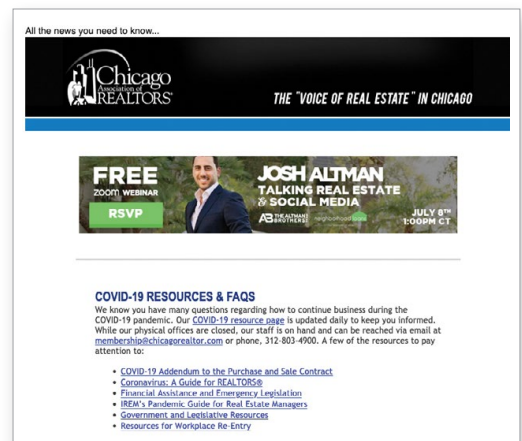 All the news you need to know...
Chicago
Association of
REALTORS®
THE "VOICE OF REAL ESTATE" IN CHICAGO
FREE
ZOOM WEBINAR
RSVP
JOSH ALTMAN
TALKING REAL ESTATE
& SOCIAL MEDIA
AB THE ALTMAN BROTHERS
JULY 8TH
1:00PM CT
COVID-19 RESOURCES & FAQS
We know you have many questions regarding how to continue business during the
COVID-19 pandemic. Our COVID-19 resource page is updated daily to keep you informed.
While our physical offices are closed, our staff is on hand and can be reached via email at
membership@chicagorealtor.com or phone, 312-803-4900. A few of the resources to pay
attention to:
• COVID-19 Addendum to the Purchase and Sale Contract
• Coronavirus: A Guide for REALTORS®
• Financial Assistance and Emergency Legislation
• IREM's Pandemic Guide for Real Estate Managers
• Government and Legislative Resources
• Resources for Workplace Re-Entry